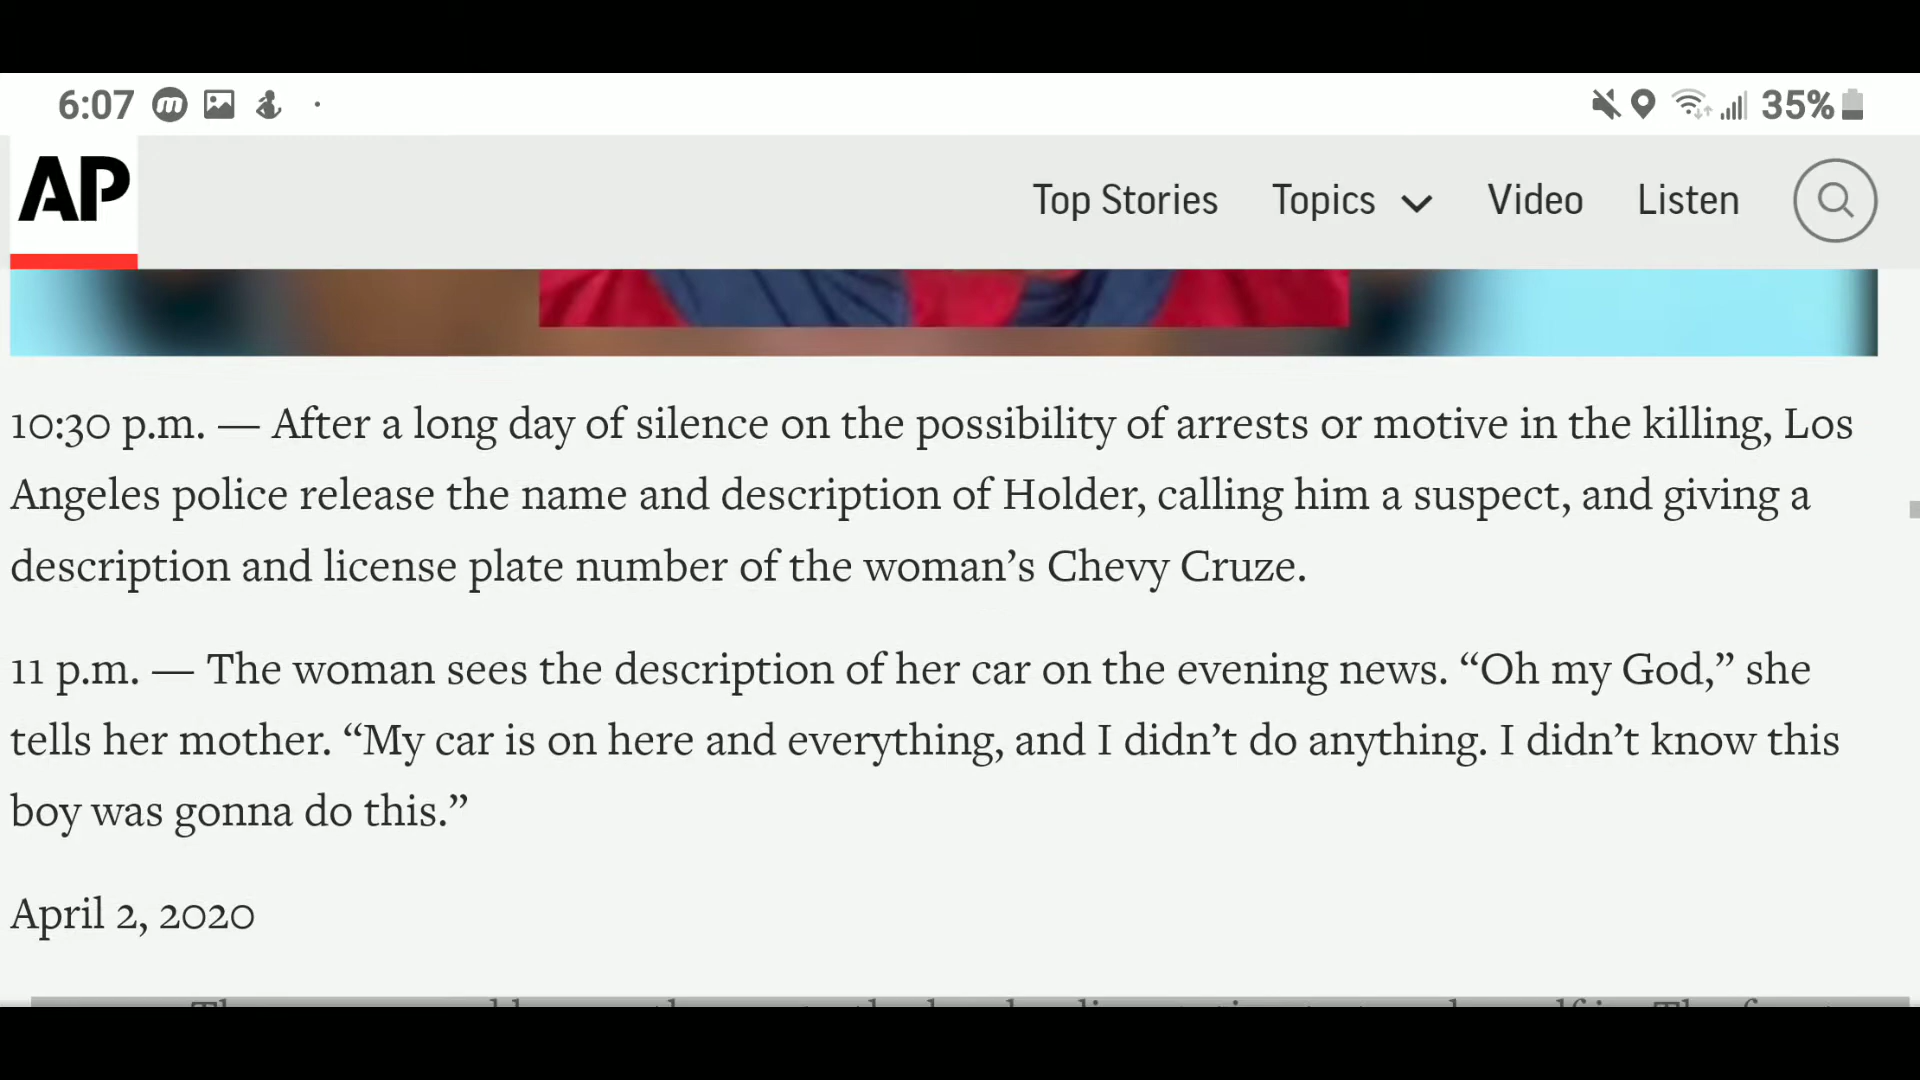 6:07 35%
AP
Top Stories Topics Video Listen
10:30 p.m. — After a long day of silence on the possibility of arrests or motive in the killing, Los
Angeles police release the name and description of Holder, calling him a suspect, and giving a
description and license plate number of the woman’s Chevy Cruze.
11 p.m. — The woman sees the description of her car on the evening news. “Oh my God,” she
tells her mother. “My car is on here and everything, and I didn’t do anything. I didn’t know this
boy was gonna do this.”
April 2, 2020